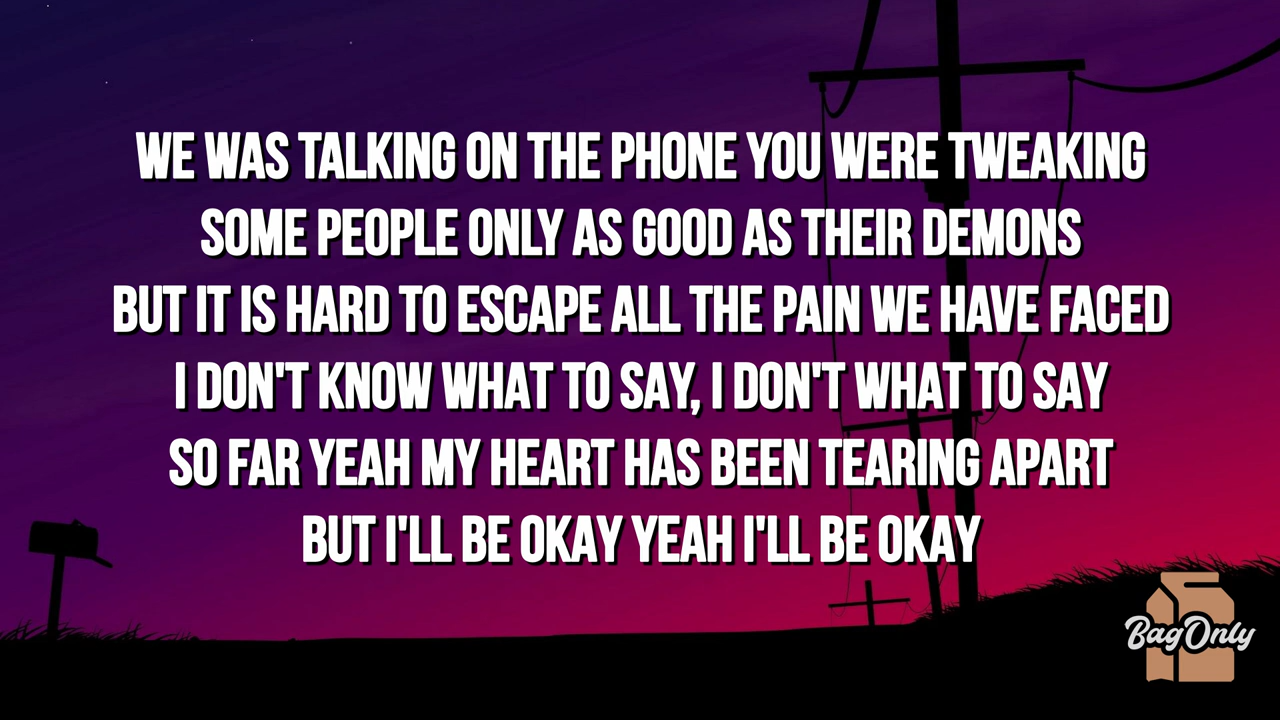 WE WAS TALKING ON THE PHONE YOU WERE TWEAKING
SOME PEOPLE ONLY AS GOOD AS THEIR DEMONS
BUT IT IS HARD TO ESCAPE ALL THE PAIN WE HAVE FACED
I DON'T KNOW WHAT TO SAY, I DON'T WHAT TO SAY
SO FAR YEAH MY HEART HAS BEEN TEARING APART
BUT I'LL BE OKAY YEAH I'LL BE OKAY
BagOnly